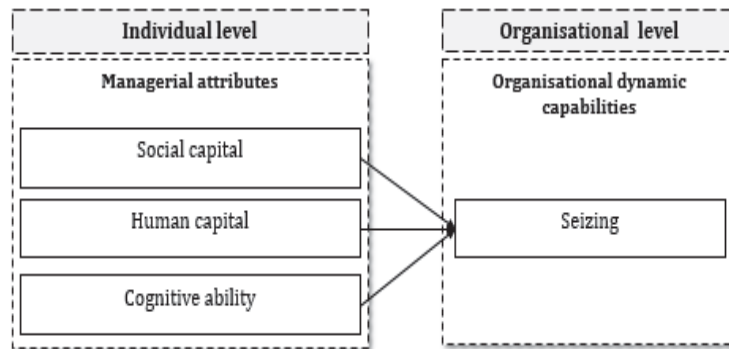 Individual level
Organisational level
Managerial attributes
Social capital
Human capital
Cognitive ability
Organisational dynamic
capabilities
Seizing